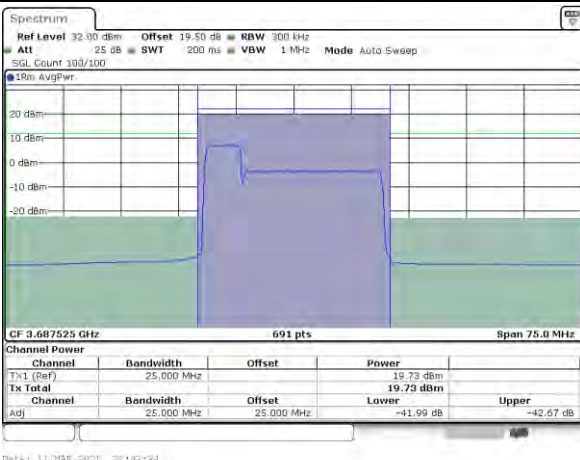 Spectrum
Ref Level 32.00 dBm Offset 19.50 dB RBW 300 kHz
Att 25 dB SWT 200 ms VBW 1 MHz Mode Auto Sweep
SGL Count 100/100
1Rm AvgPwr
20 dBm
10 dBm
0 dBm
-10 dBm
-20 dBm
CF 3.687525 GHz 691 pts Span 75.0 MHz
Channel Power
Channel Bandwidth Offset Power
TX1 (Ref) 25.000 MHz 19.73 dBm
Tx Total 19.73 dBm
Channel Bandwidth Offset Lower Upper
Adj 25.000 MHz 25.000 MHz -41.99 dB -42.67 dB